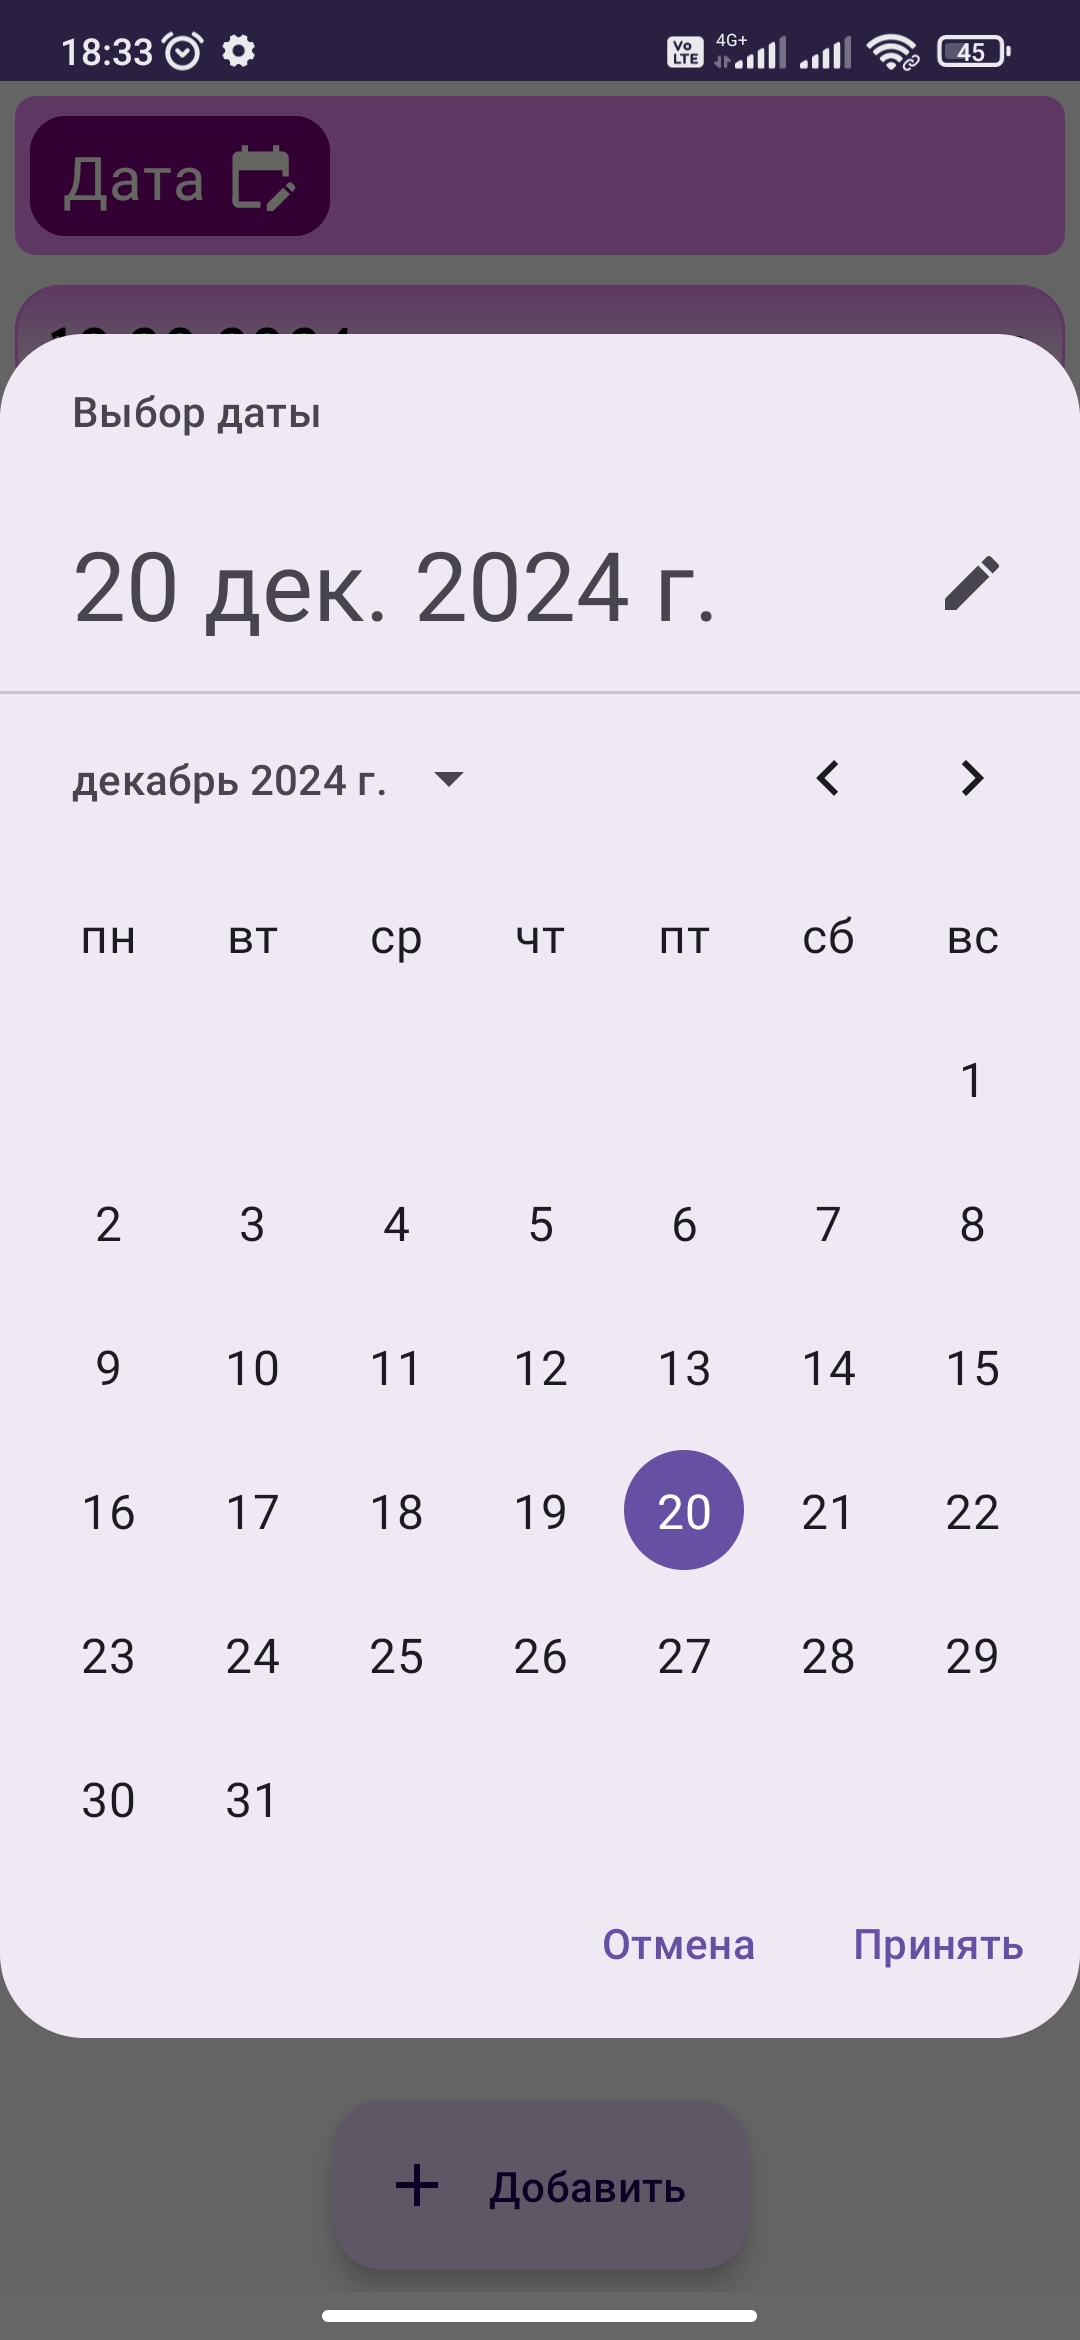 18:33 Vo LTE 4G+ 45
Дата
Выбор даты
20 дек. 2024 г.
декабрь 2024 г.
пн вт ср чт пт сб вс
1
2 3 4 5 6 7 8
9 10 11 12 13 14 15
16 17 18 19 20 21 22
23 24 25 26 27 28 29
30 31
Отмена Принять
Добавить